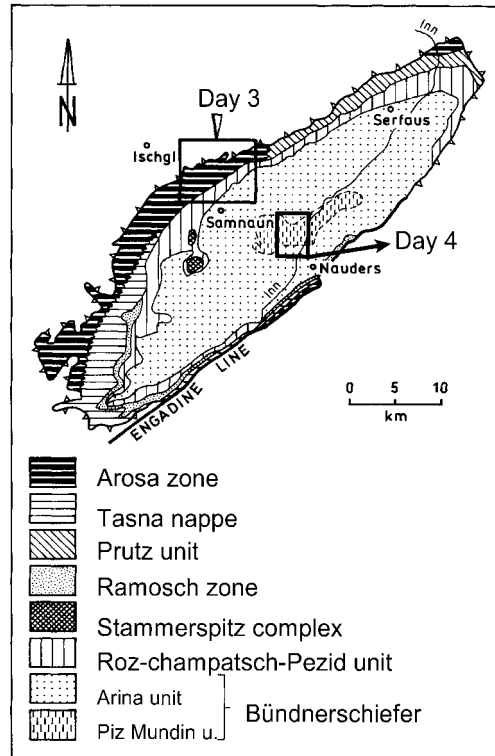 Inn
Day 3
N
Serfaus
Ischgl
Samnaun
Day 4
Nauders
Inn
ENGADINE LINE
0 5 10
km
Arosa zone
Tasna nappe
Prutz unit
Ramosch zone
Stammerspitz complex
Roz-champatsch-Pezid unit
Arina unit
Bündnerschiefer
Piz Mundin u.